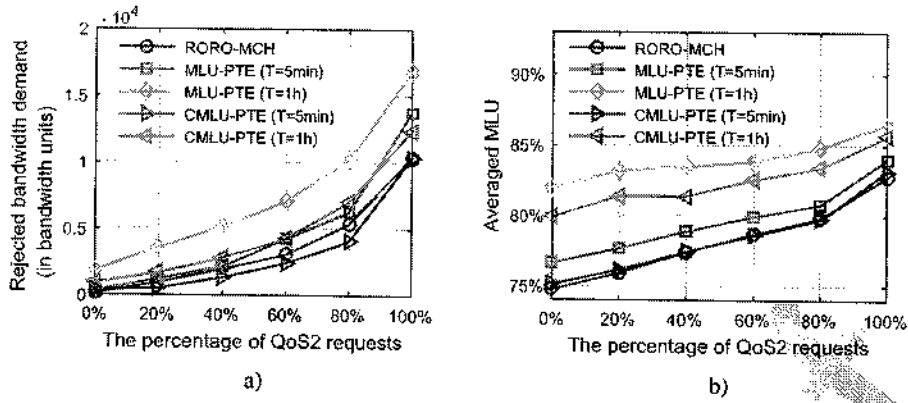 2 ×10⁴
1.5
1
0.5
0
Rejected bandwidth demand
(in bandwidth units)
RORO-MCH
MLU-PTE (T=5min)
MLU-PTE (T=1h)
CMLU-PTE (T=5min)
CMLU-PTE (T=1h)
0% 20% 40% 60% 80% 100%
The percentage of QoS2 requests
a)
90%
85%
80%
75%
Averaged MLU
RORO-MCH
MLU-PTE (T=5min)
MLU-PTE (T=1h)
CMLU-PTE (T=5min)
CMLU-PTE (T=1h)
0% 20% 40% 60% 80% 100%
The percentage of QoS2 requests
b)